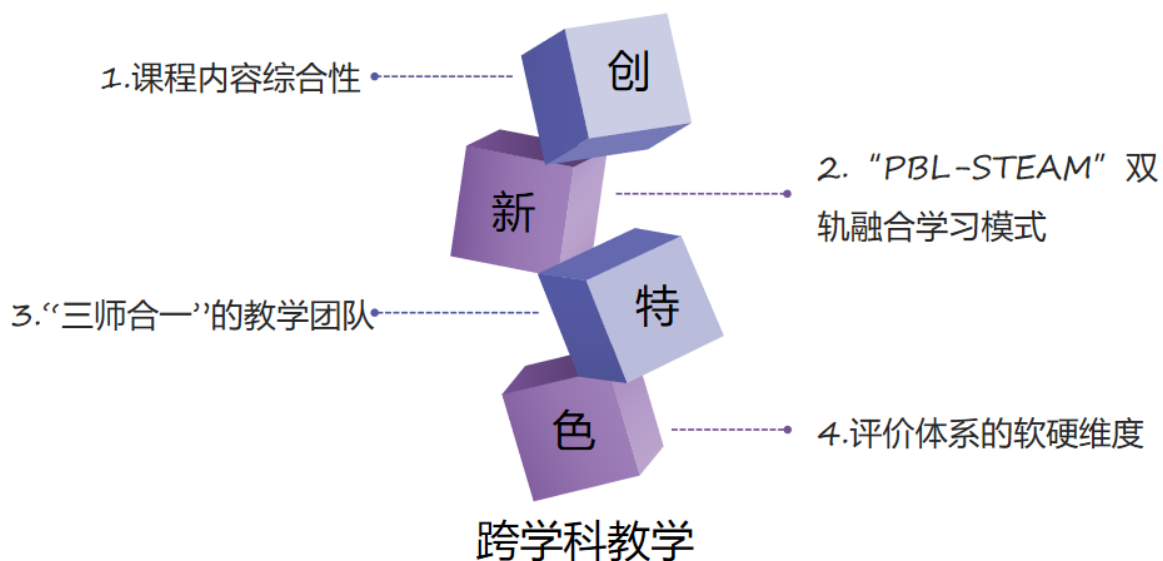 创
1.课程内容综合性
新
2.“PBL-STEAM”双
轨融合学习模式
特
3.“三师合一”的教学团队
色
4.评价体系的软硬维度
跨学科教学